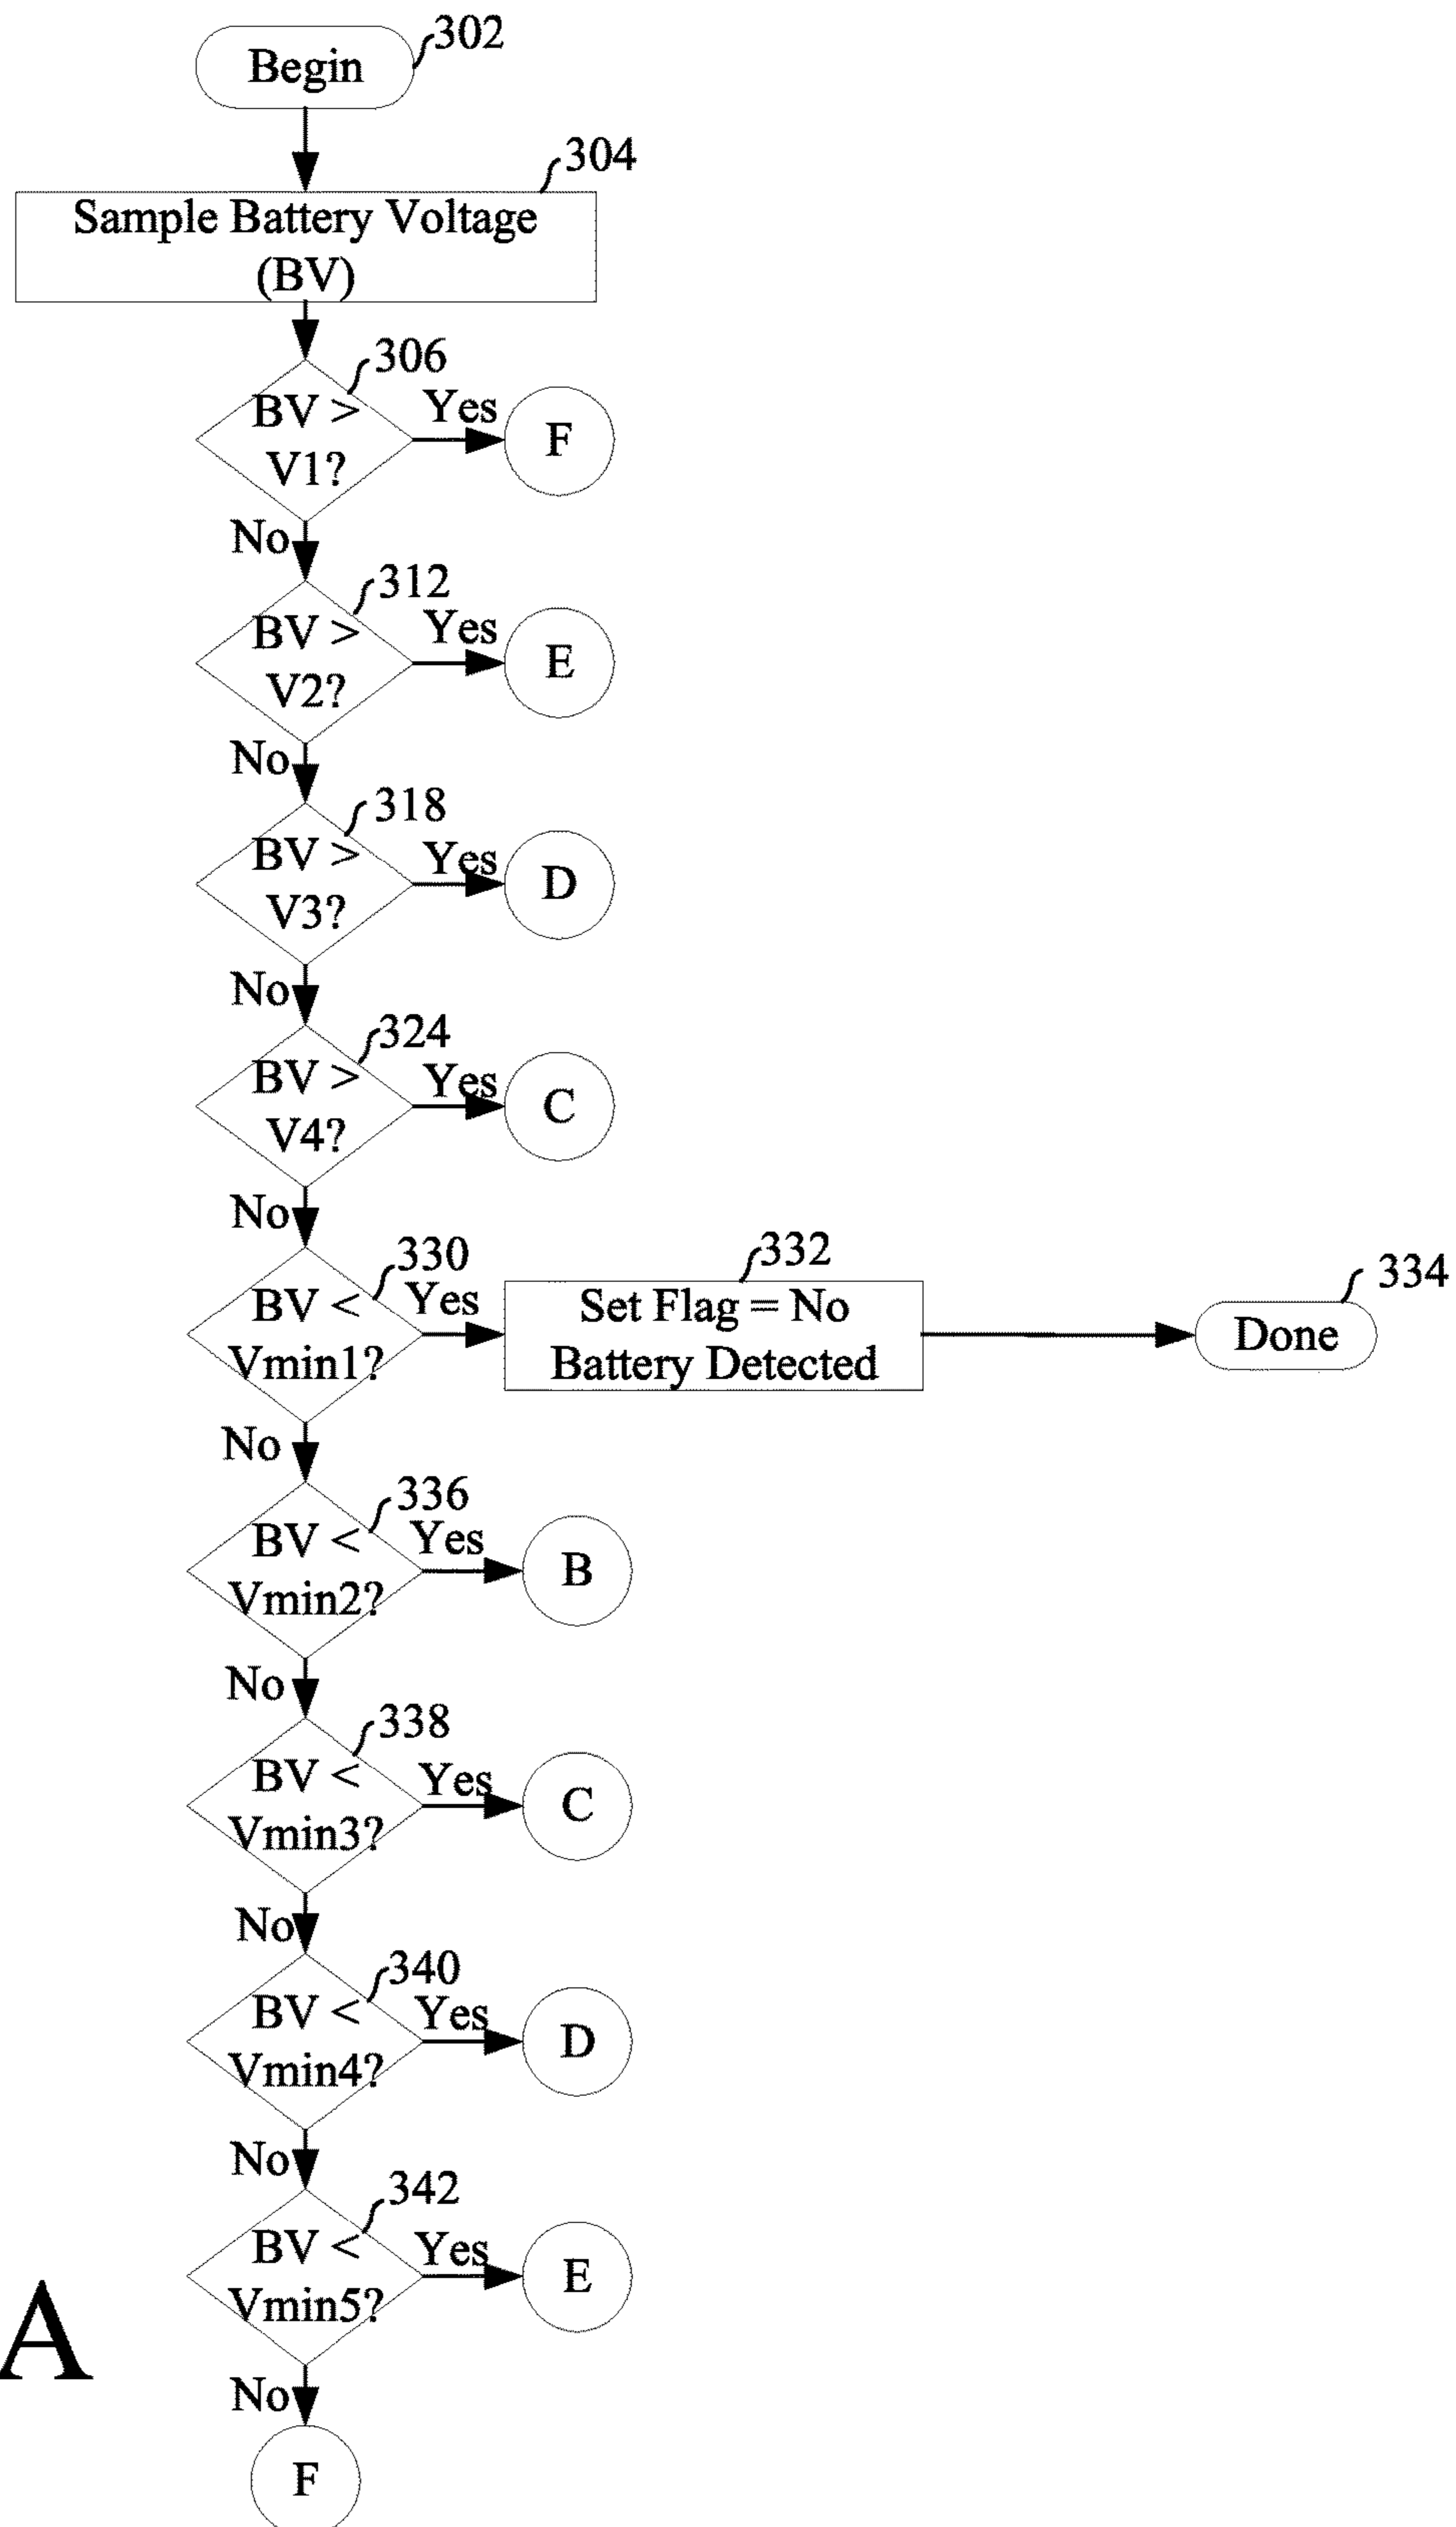 Begin
302
304
Sample Battery Voltage
(BV)
306
BV >
V1?
Yes
F
No
312
BV >
V2?
Yes
E
No
318
BV >
V3?
Yes
D
No
324
BV >
V4?
Yes
C
No
330
BV <
Vmin1?
Yes
332
Set Flag = No
Battery Detected
334
Done
No
336
BV <
Vmin2?
Yes
B
No
338
BV <
Vmin3?
Yes
C
No
340
BV <
Vmin4?
Yes
D
No
342
BV <
Vmin5?
Yes
E
A
No
F